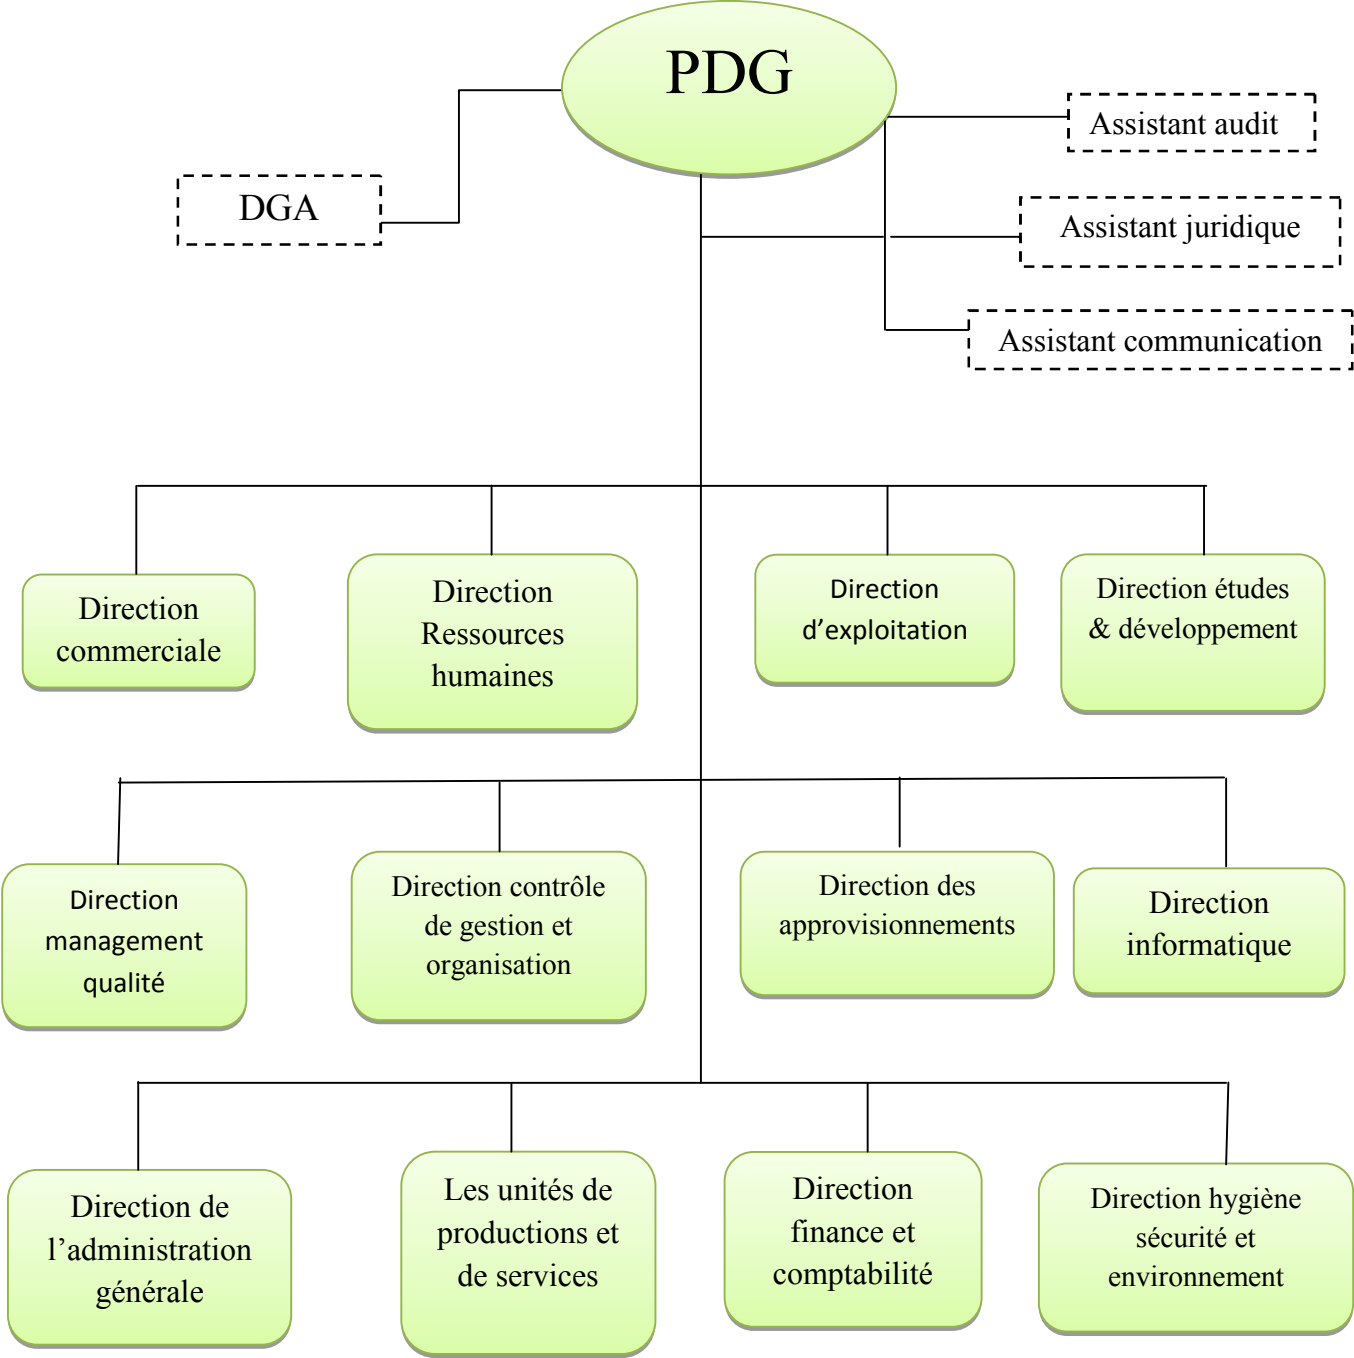 PDG
Assistant audit
DGA
Assistant juridique
Assistant communication
Direction
commerciale
Direction
Ressources
humaines
Direction
d’exploitation
Direction études
& développement
Direction
management
qualité
Direction contrôle
de gestion et
organisation
Direction des
approvisionnements
Direction
informatique
Direction de
l’administration
générale
Les unités de
productions et
de services
Direction
finance et
comptabilité
Direction hygiène
sécurité et
environnement